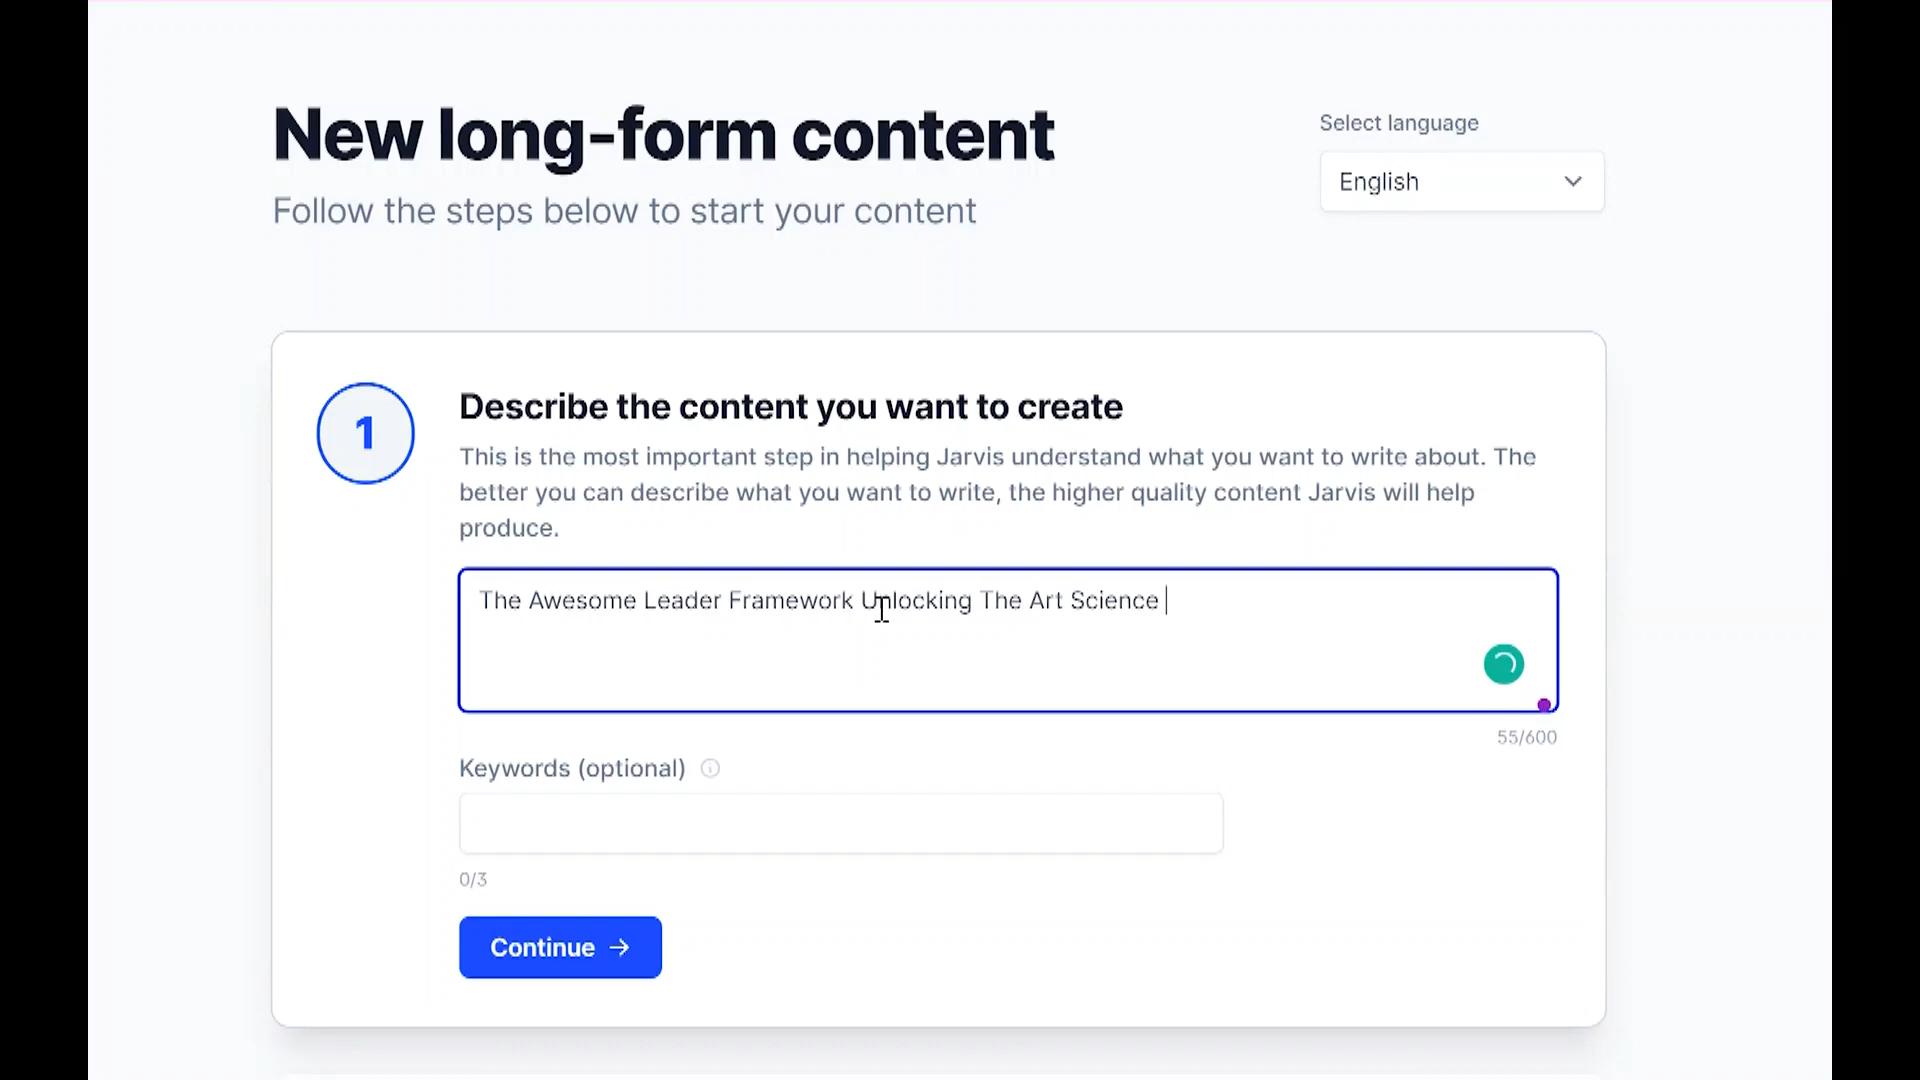 New long-form content
Follow the steps below to start your content
Select language
English
1
Describe the content you want to create
This is the most important step in helping Jarvis understand what you want to write about. The
better you can describe what you want to write, the higher quality content Jarvis will help
produce.
The Awesome Leader Framework Unlocking The Art Science
55/600
Keywords (optional)
0/3
Continue →